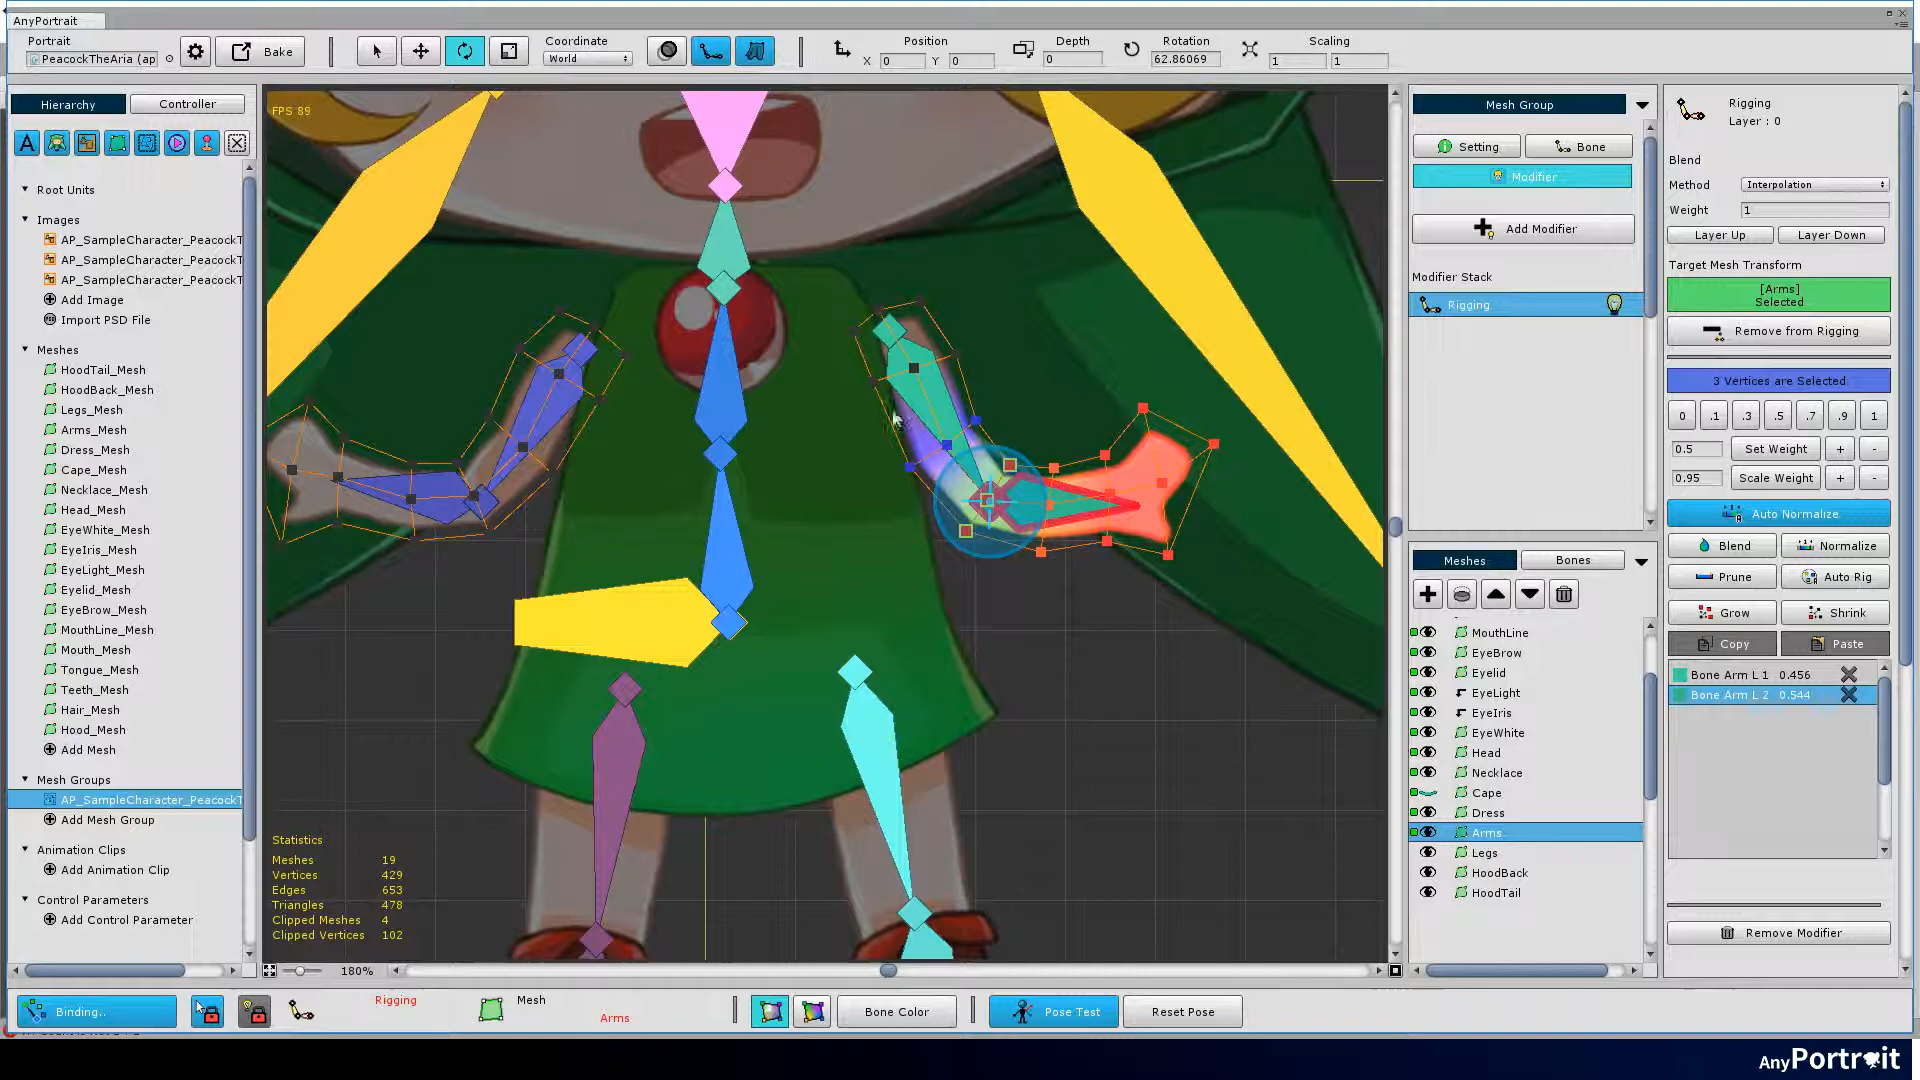 AnyPortrait
Portrait
PeacockTheAria (ap
Bake
Coordinate
World
Position
X 0 Y 0
Depth
0
Rotation
62.86069
Scaling
1 1
Hierarchy
Controller
Root Units
Images
AP_SampleCharacter_PeacockT
AP_SampleCharacter_PeacockT
AP_SampleCharacter_PeacockT
Add Image
Import PSD File
Meshes
HoodTail_Mesh
HoodBack_Mesh
Legs_Mesh
Arms_Mesh
Dress_Mesh
Cape_Mesh
Necklace_Mesh
Head_Mesh
EyeWhite_Mesh
EyeIris_Mesh
EyeLight_Mesh
Eyelid_Mesh
EyeBrow_Mesh
MouthLine_Mesh
Mouth_Mesh
Tongue_Mesh
Teeth_Mesh
Hair_Mesh
Hood_Mesh
Add Mesh
Mesh Groups
AP_SampleCharacter_PeacockT
Add Mesh Group
Animation Clips
Add Animation Clip
Control Parameters
Add Control Parameter
FPS 89
Statistics
Meshes 19
Vertices 429
Edges 653
Triangles 478
Clipped Meshes 4
Clipped Vertices 102
180%
Mesh Group
Setting
Bone
Modifier
Add Modifier
Modifier Stack
Rigging
Meshes
Bones
MouthLine
EyeBrow
Eyelid
EyeLight
EyeIris
EyeWhite
Head
Necklace
Cape
Dress
Arms
Legs
HoodBack
HoodTail
Rigging
Layer : 0
Blend
Method Interpolation
Weight 1
Layer Up
Layer Down
Target Mesh Transform
[Arms]
Selected
Remove from Rigging
3 Vertices are Selected
0 .1 .3 .5 .7 .9 1
0.5 Set Weight + -
0.95 Scale Weight + -
Auto Normalize
Blend
Normalize
Prune
Auto Rig
Grow
Shrink
Copy
Paste
Bone Arm L 1 0.456
Bone Arm L 2 0.544
Remove Modifier
Binding..
Rigging
Mesh
Arms
Bone Color
Pose Test
Reset Pose
AnyPortrait